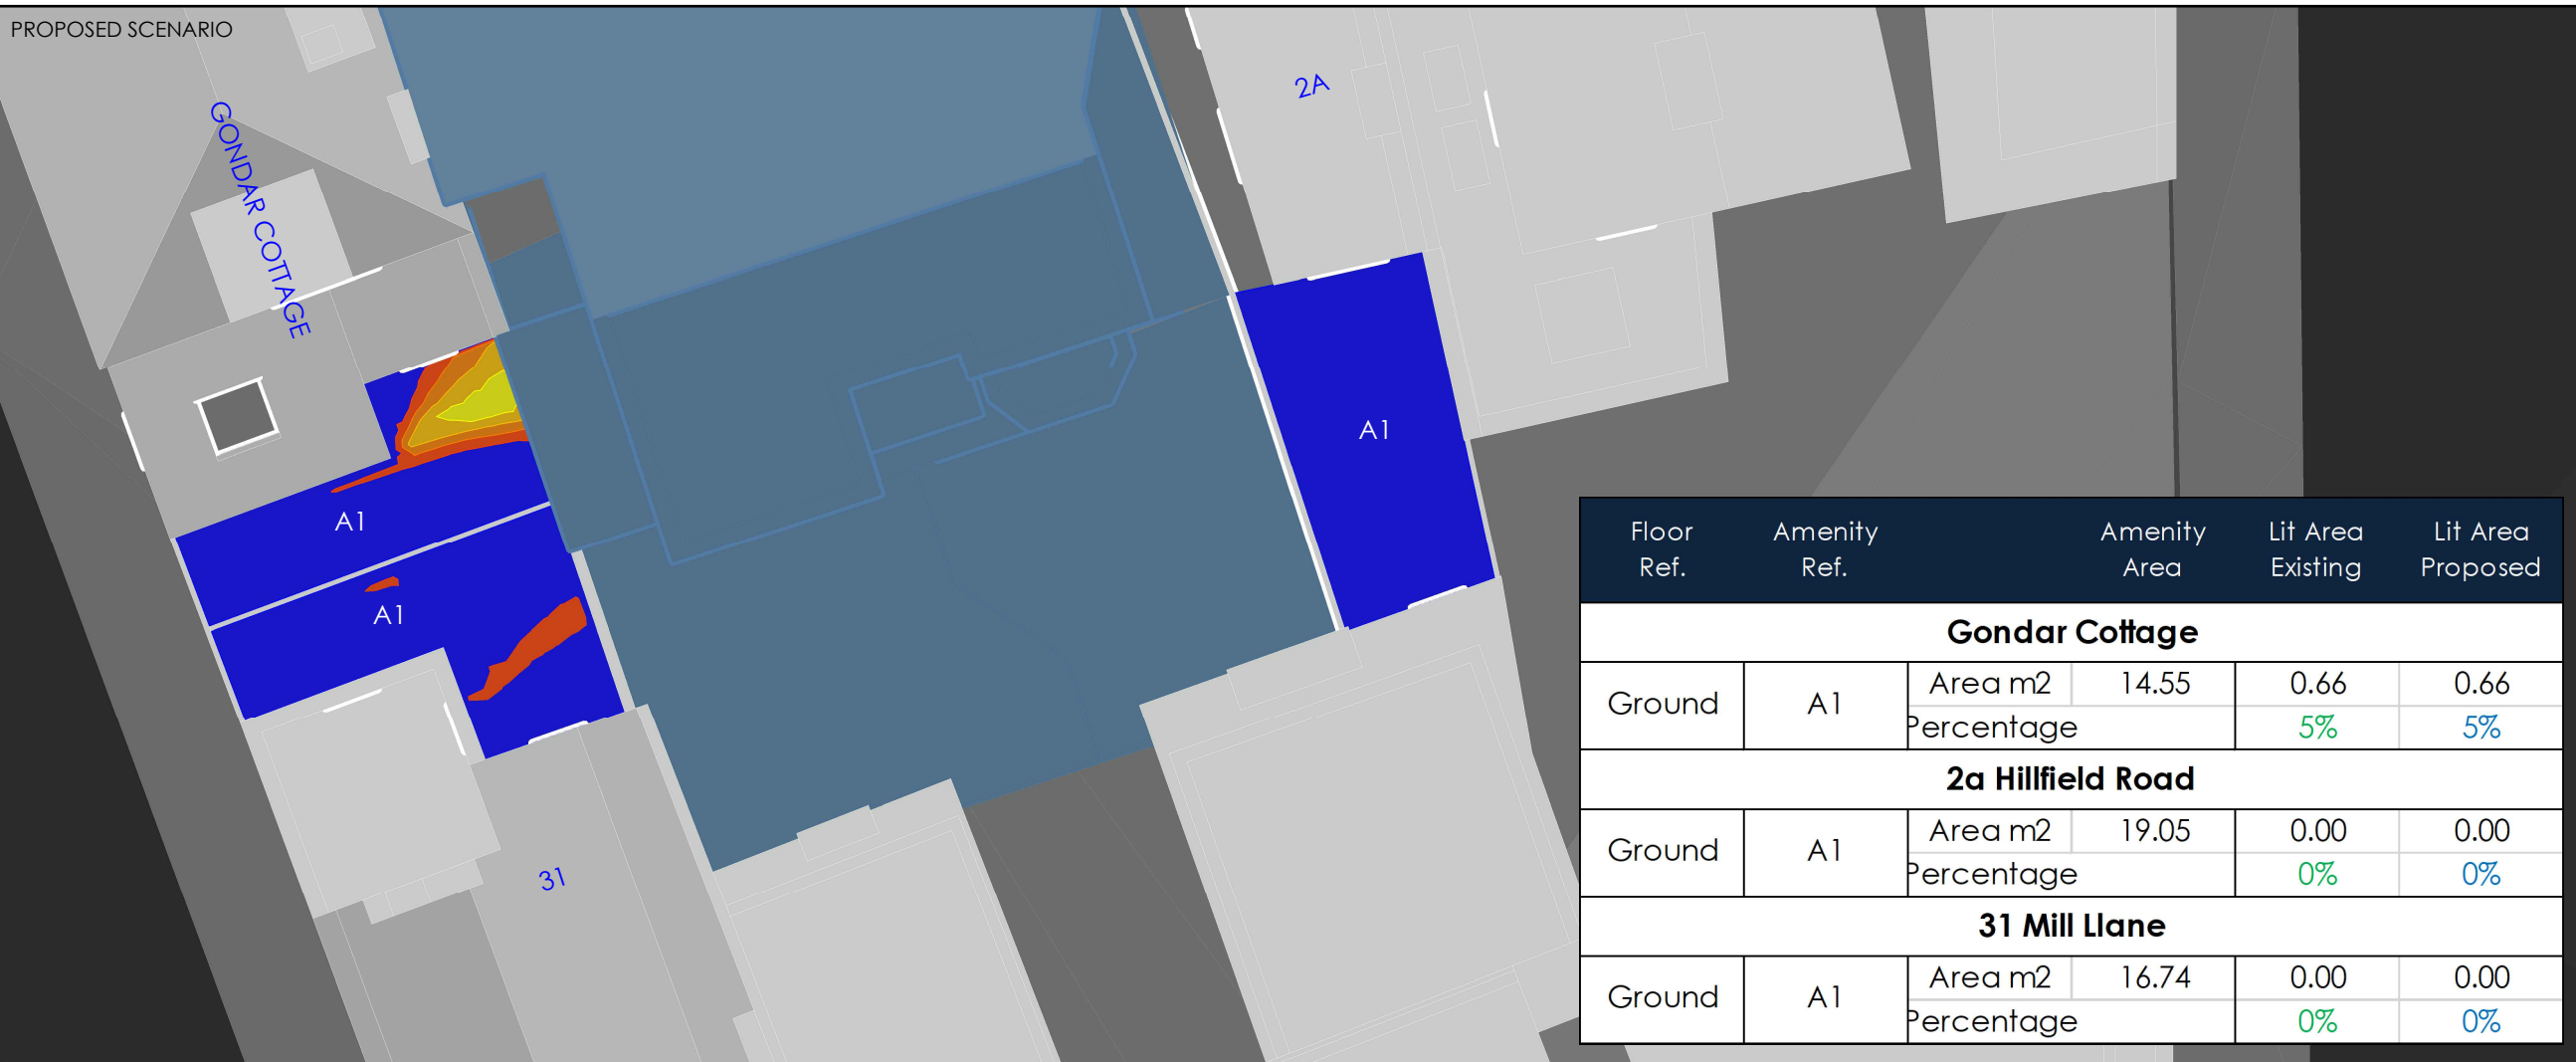 PROPOSED SCENARIO
GONDAR COTTAGE
2A
A1
A1
A1
31
Floor Ref. Amenity Ref. Amenity Area Lit Area Existing Lit Area Proposed
Gondar Cottage
Ground A1 Area m2 14.55 0.66 0.66
Percentage 5% 5%
2a Hillfield Road
Ground A1 Area m2 19.05 0.00 0.00
Percentage 0% 0%
31 Mill Llane
Ground A1 Area m2 16.74 0.00 0.00
Percentage 0% 0%